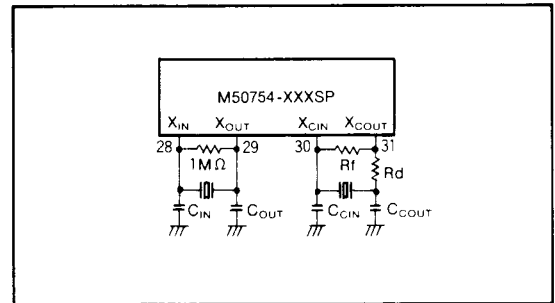 M50754-XXXSP
XIN XOUT XCIN XCOUT
28 29 30 31
1MΩ Rf
Rd
CIN COUT CCIN CCOUT